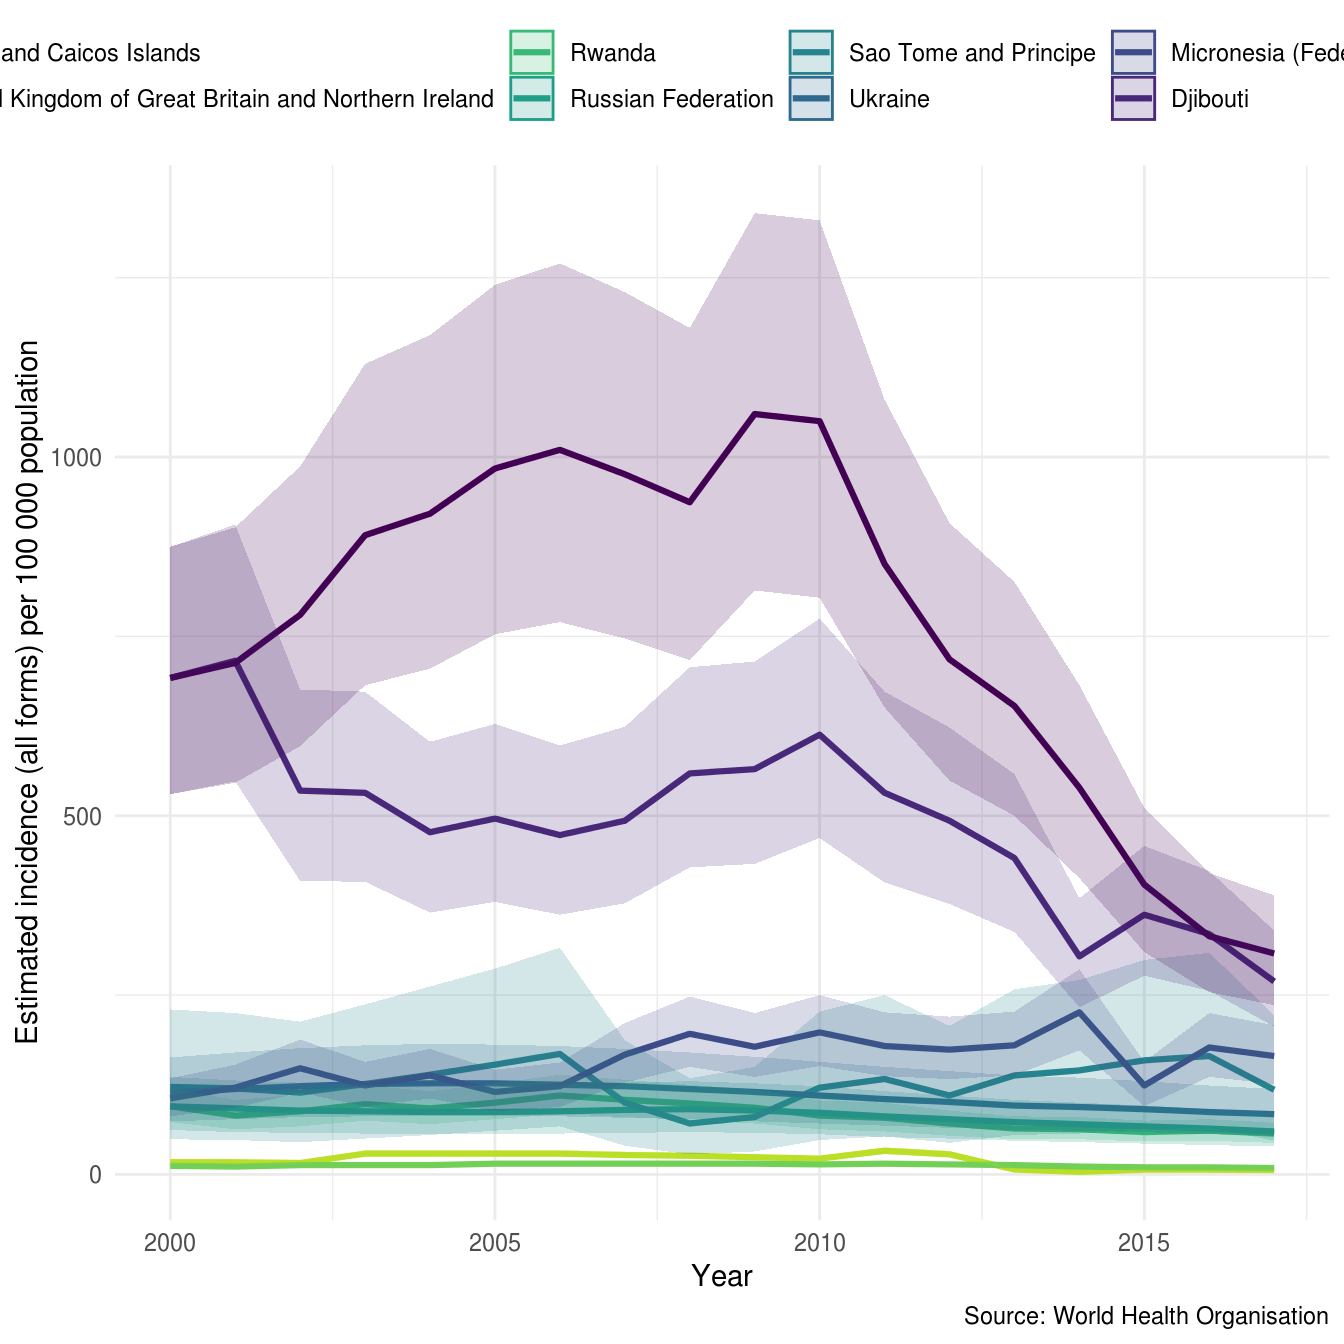 and Caicos Islands Rwanda Sao Tome and Principe Micronesia (Fede
Kingdom of Great Britain and Northern Ireland Russian Federation Ukraine Djibouti
Estimated incidence (all forms) per 100 000 population
1000
500
0
2000 2005 2010 2015
Year
Source: World Health Organisation